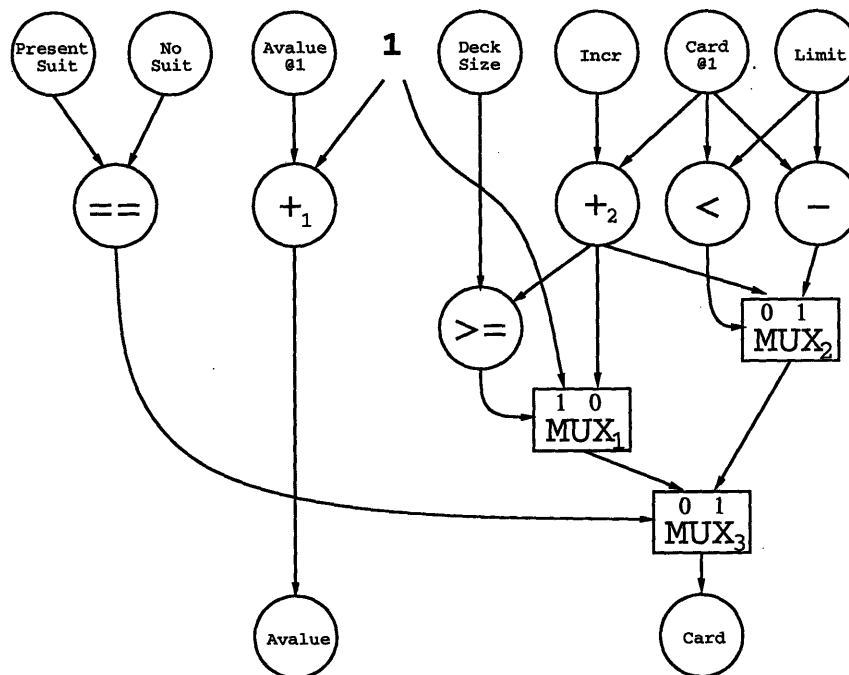 Present
Suit
No
Suit
Avalue
@1
1
Deck
Size
Incr
Card
@1
Limit
==
+1
+2
<
-
>=
0 1
MUX2
1 0
MUX1
0 1
MUX3
Avalue
Card